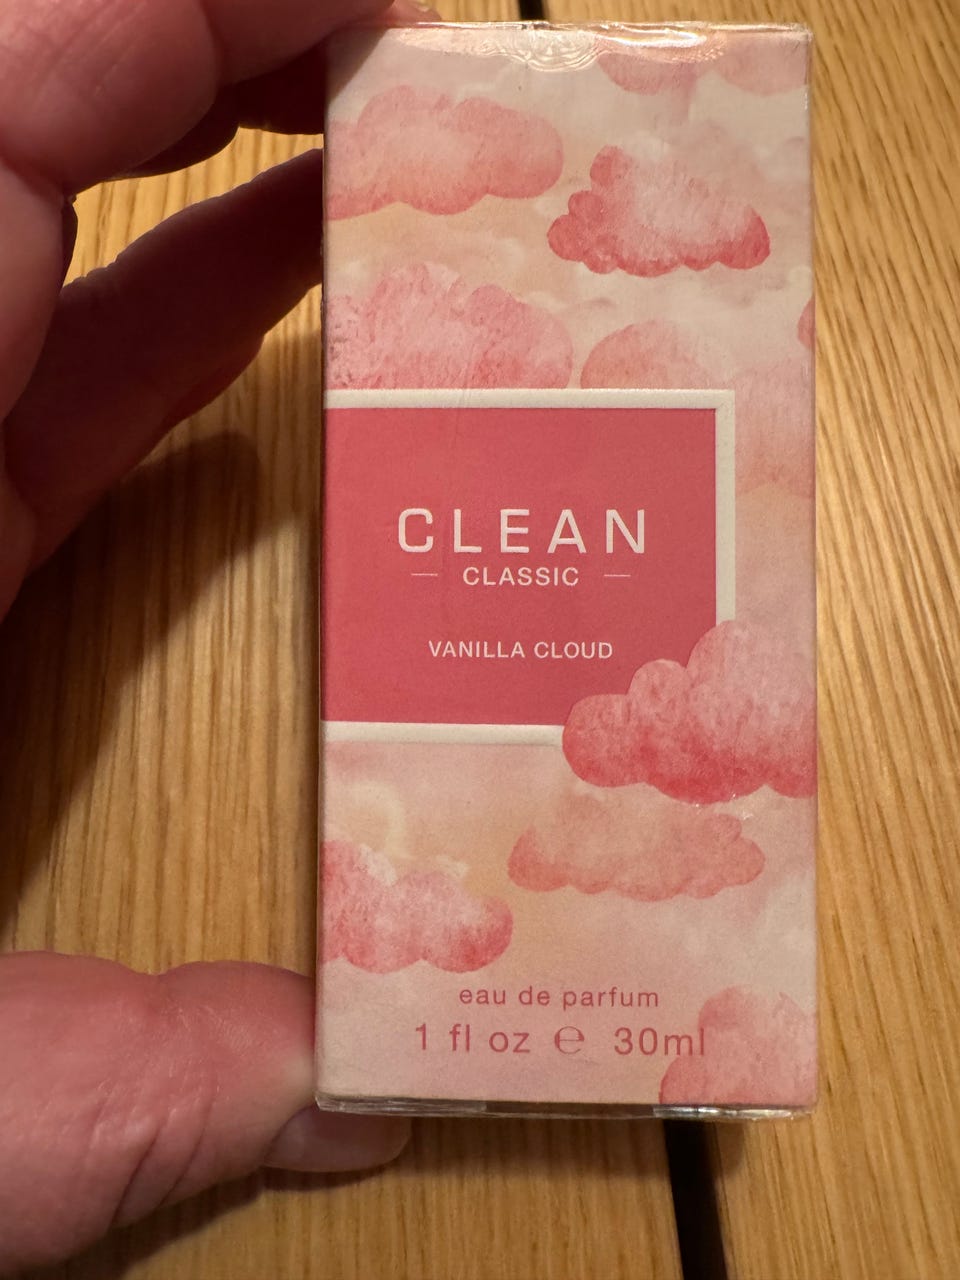 CLEAN
CLASSIC
VANILLA CLOUD
eau de parfum
1 fl oz ℮ 30ml